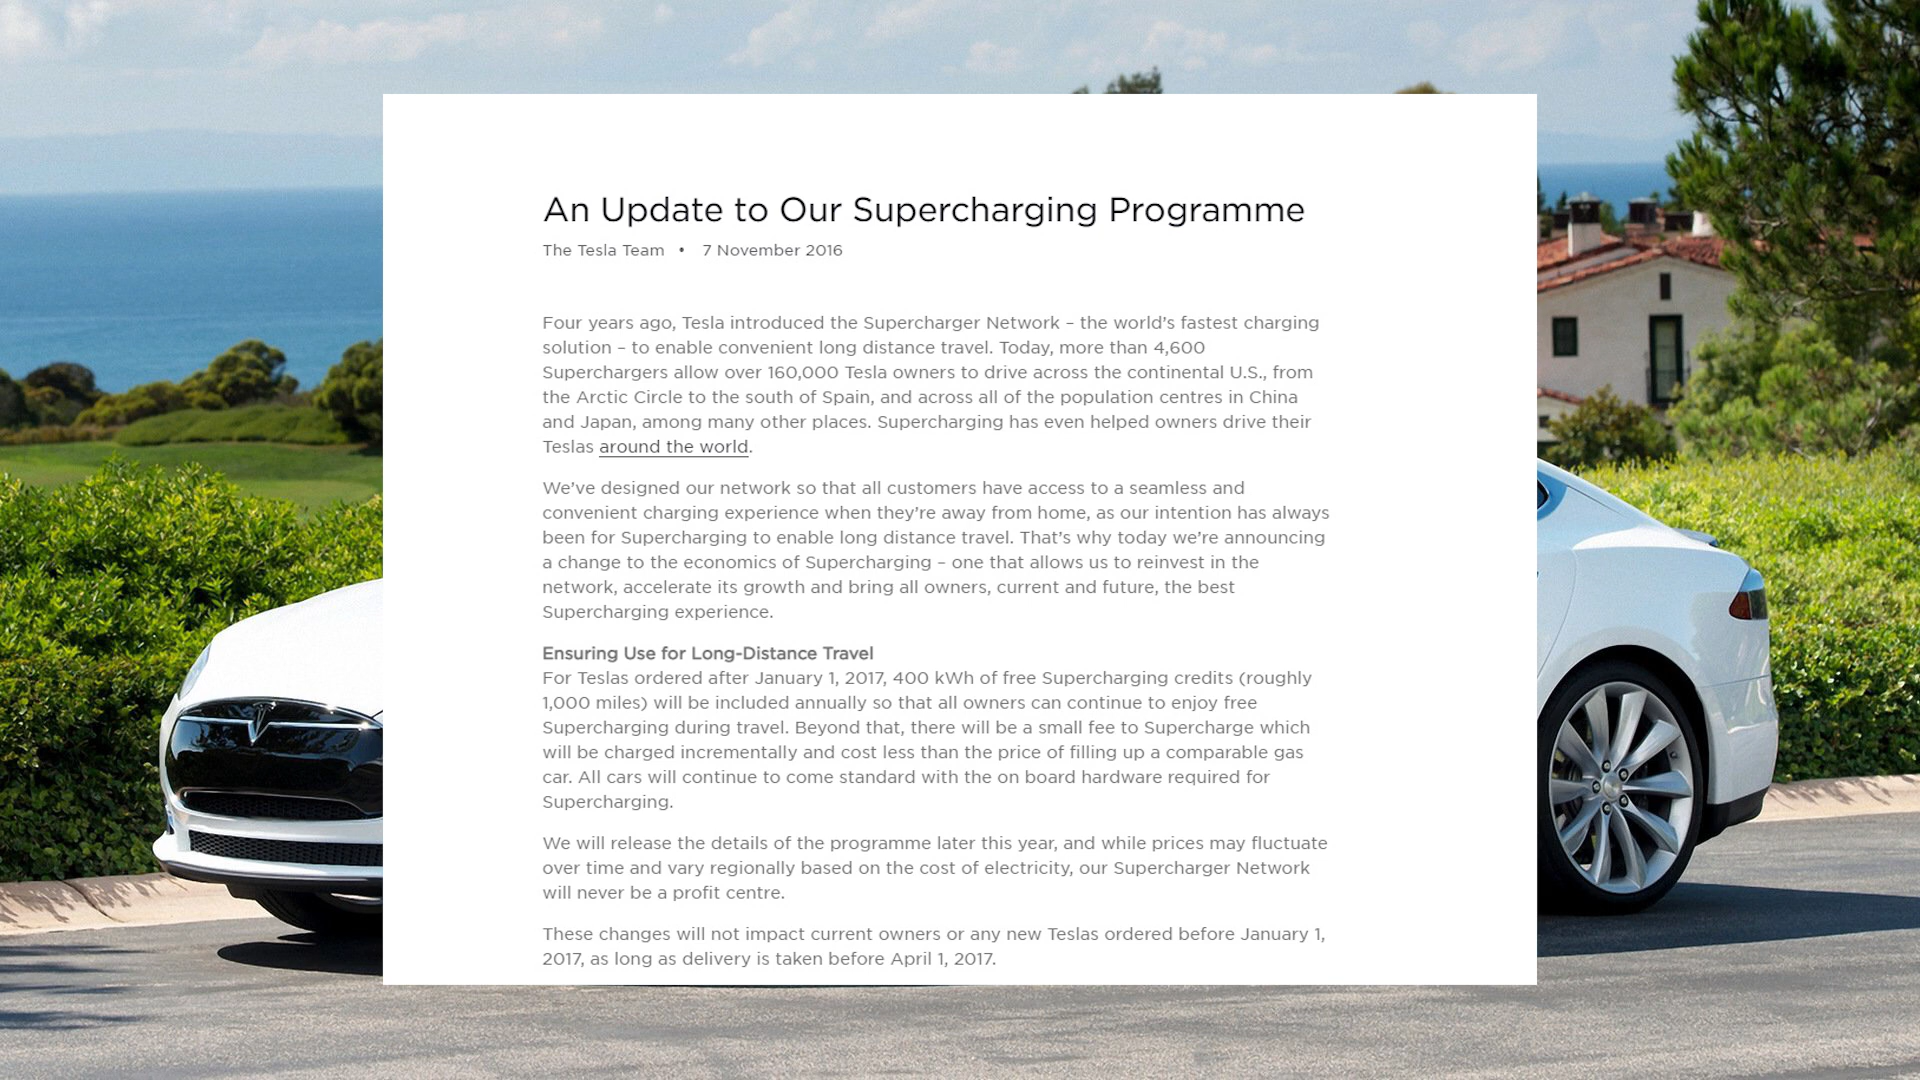 An Update to Our Supercharging Programme
The Tesla Team • 7 November 2016
Four years ago, Tesla introduced the Supercharger Network – the world’s fastest charging
solution – to enable convenient long distance travel. Today, more than 4,600
Superchargers allow over 160,000 Tesla owners to drive across the continental U.S., from
the Arctic Circle to the south of Spain, and across all of the population centres in China
and Japan, among many other places. Supercharging has even helped owners drive their
Teslas around the world.
We’ve designed our network so that all customers have access to a seamless and
convenient charging experience when they’re away from home, as our intention has always
been for Supercharging to enable long distance travel. That’s why today we’re announcing
a change to the economics of Supercharging – one that allows us to reinvest in the
network, accelerate its growth and bring all owners, current and future, the best
Supercharging experience.
Ensuring Use for Long-Distance Travel
For Teslas ordered after January 1, 2017, 400 kWh of free Supercharging credits (roughly
1,000 miles) will be included annually so that all owners can continue to enjoy free
Supercharging during travel. Beyond that, there will be a small fee to Supercharge which
will be charged incrementally and cost less than the price of filling up a comparable gas
car. All cars will continue to come standard with the on board hardware required for
Supercharging.
We will release the details of the programme later this year, and while prices may fluctuate
over time and vary regionally based on the cost of electricity, our Supercharger Network
will never be a profit centre.
These changes will not impact current owners or any new Teslas ordered before January 1,
2017, as long as delivery is taken before April 1, 2017.